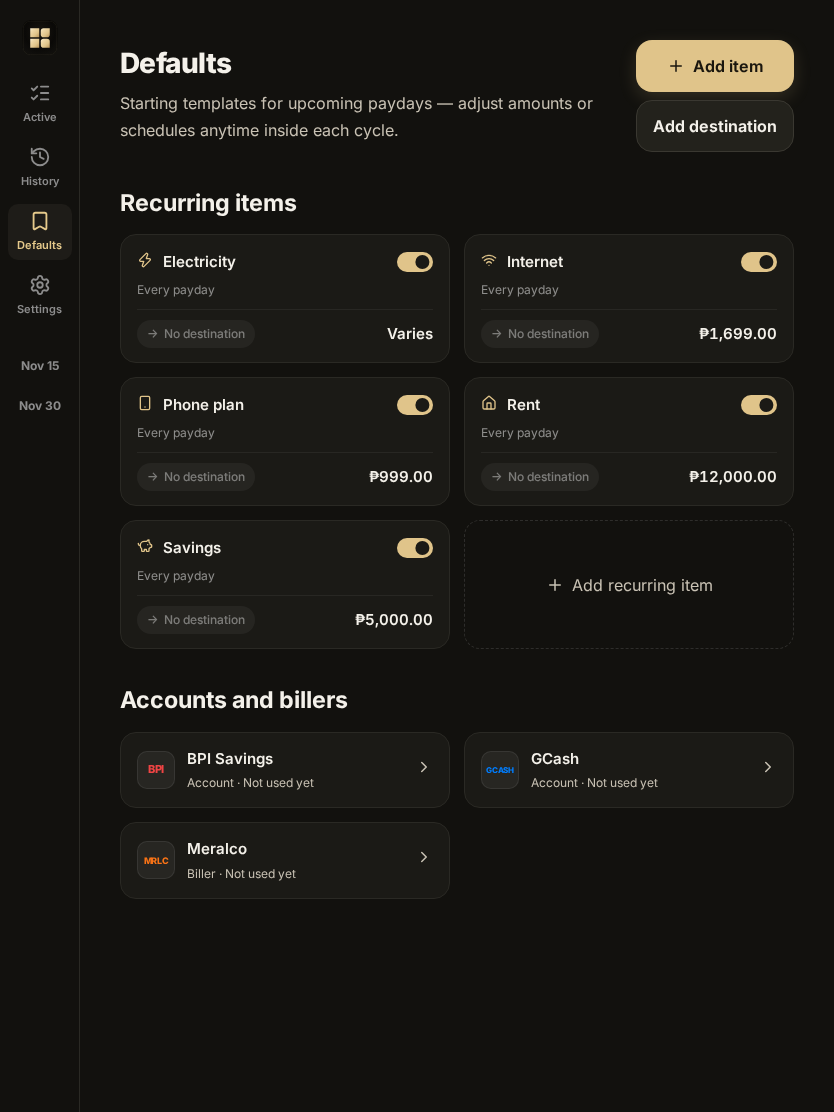 Active
History
Defaults
Settings
Nov 15
Nov 30
Defaults
Starting templates for upcoming paydays — adjust amounts or
schedules anytime inside each cycle.
+ Add item
Add destination
Recurring items
Electricity
Every payday
→ No destination
Varies
Internet
Every payday
→ No destination
₱1,699.00
Phone plan
Every payday
→ No destination
₱999.00
Rent
Every payday
→ No destination
₱12,000.00
Savings
Every payday
→ No destination
₱5,000.00
+ Add recurring item
Accounts and billers
BPI
BPI Savings
Account · Not used yet
GCASH
GCash
Account · Not used yet
MRLC
Meralco
Biller · Not used yet